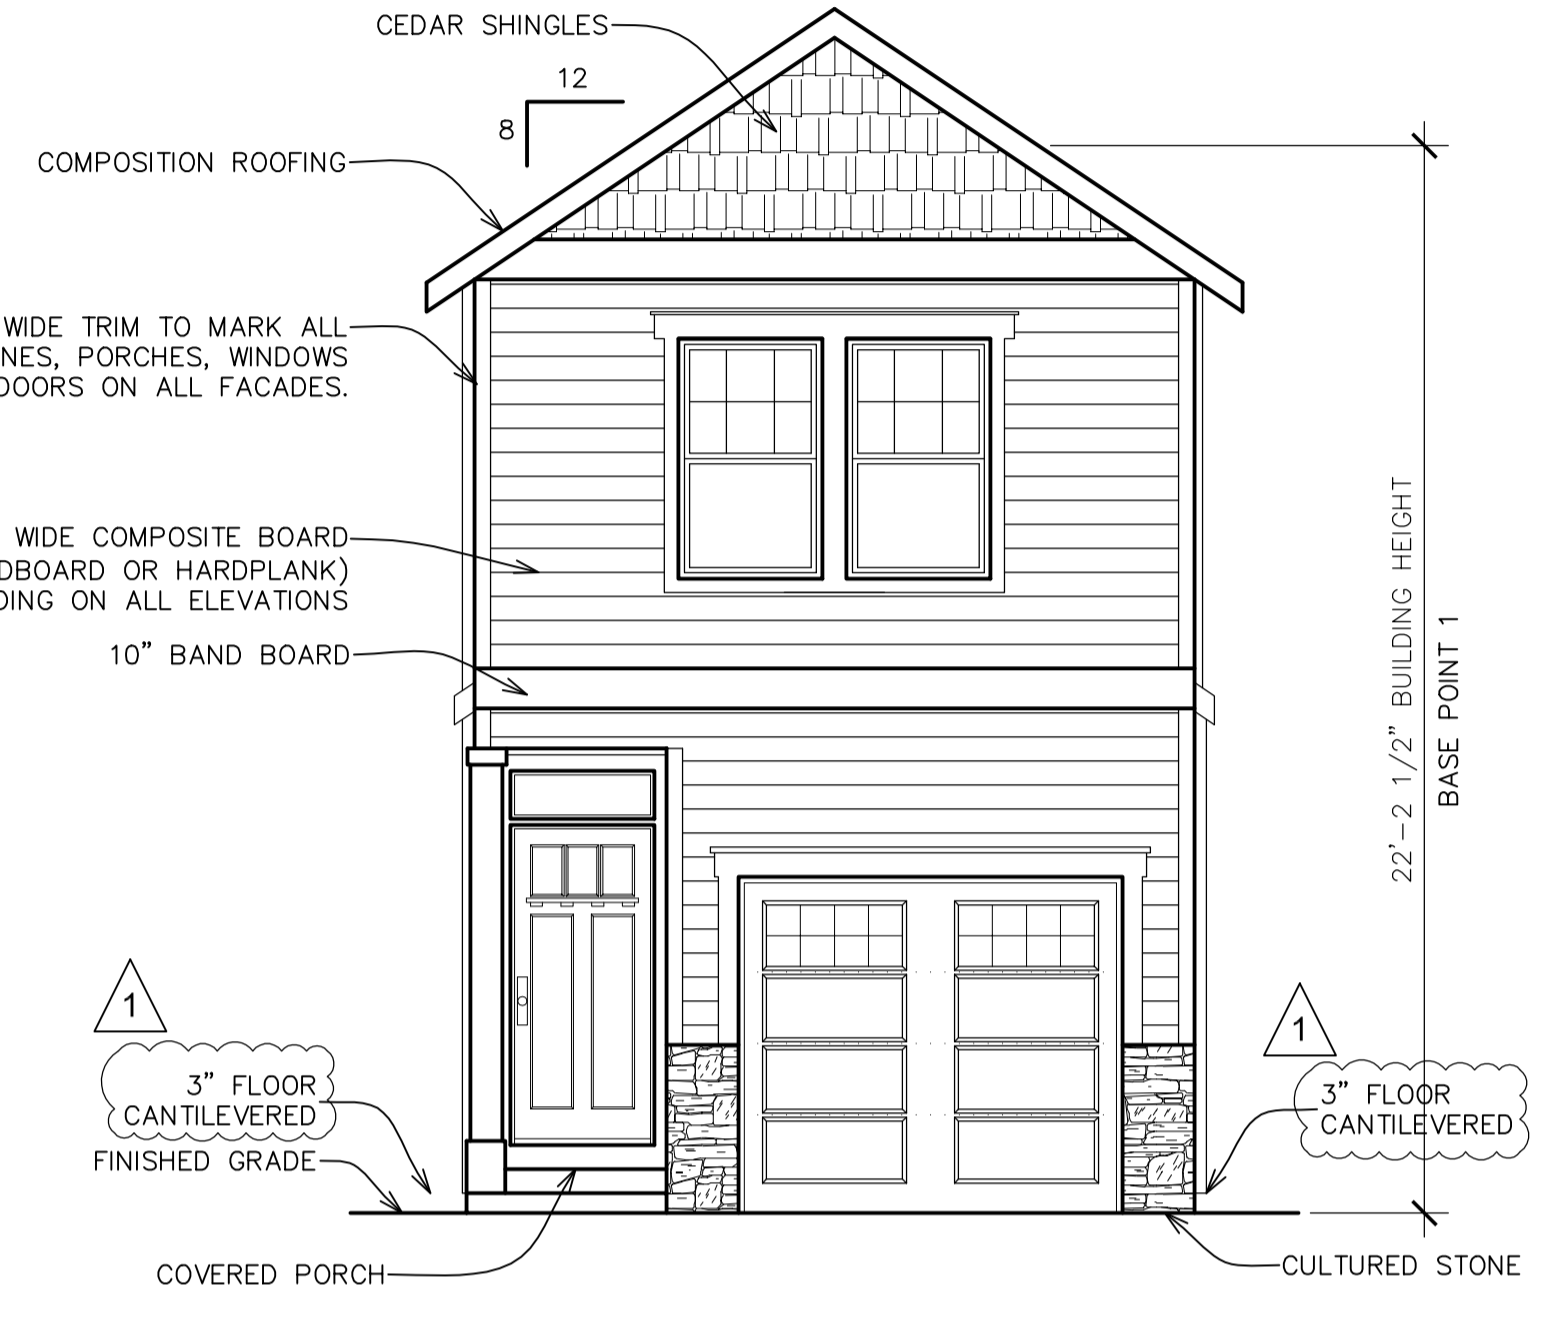 CEDAR SHINGLES
12
8
COMPOSITION ROOFING
WIDE TRIM TO MARK ALL
NES, PORCHES, WINDOWS
DOORS ON ALL FACADES.
WIDE COMPOSITE BOARD
DBOARD OR HARDPLANK)
DING ON ALL ELEVATIONS
10” BAND BOARD
22’-2 1/2” BUILDING HEIGHT
BASE POINT 1
1
3” FLOOR
CANTILEVERED
FINISHED GRADE
COVERED PORCH
1
3” FLOOR
CANTILEVERED
CULTURED STONE